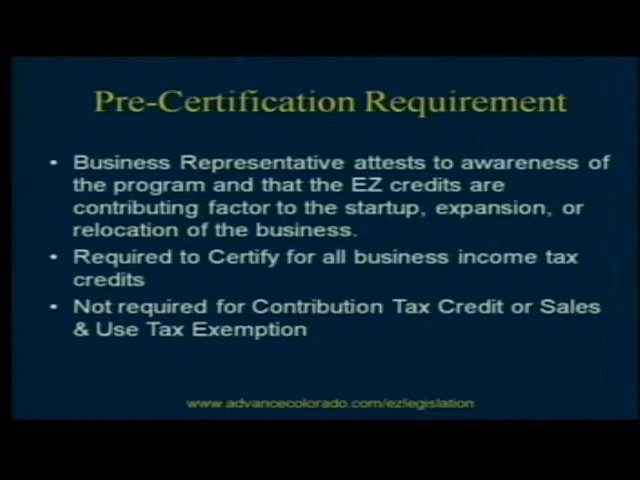 Pre-Certification Requirement
• Business Representative attests to awareness of
the program and that the EZ credits are
contributing factor to the startup, expansion, or
relocation of the business.
• Required to Certify for all business income tax
credits
• Not required for Contribution Tax Credit or Sales
& Use Tax Exemption
www.advancecolorado.com/ezlegislation